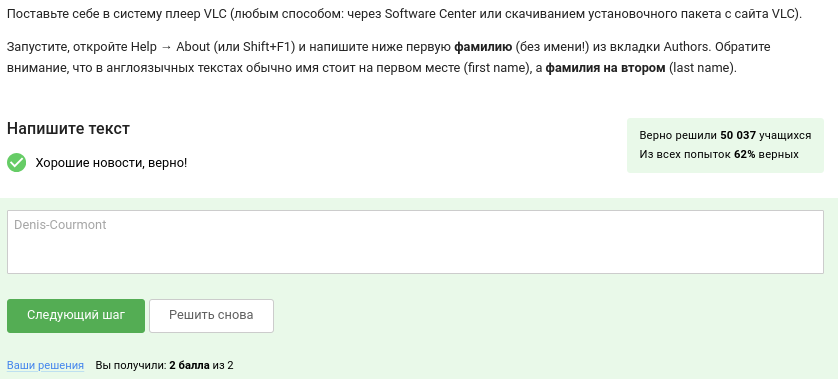 Поставьте себе в систему плеер VLC (любым способом: через Software Center или скачиванием установочного пакета с сайта VLC).
Запустите, откройте Help → About (или Shift+F1) и напишите ниже первую фамилию (без имени!) из вкладки Authors. Обратите
внимание, что в англоязычных текстах обычно имя стоит на первом месте (first name), а фамилия на втором (last name).
Напишите текст
Верно решили 50 037 учащихся
Из всех попыток 62% верных
Хорошие новости, верно!
Denis-Courmont
Следующий шаг
Решить снова
Ваши решения Вы получили: 2 балла из 2